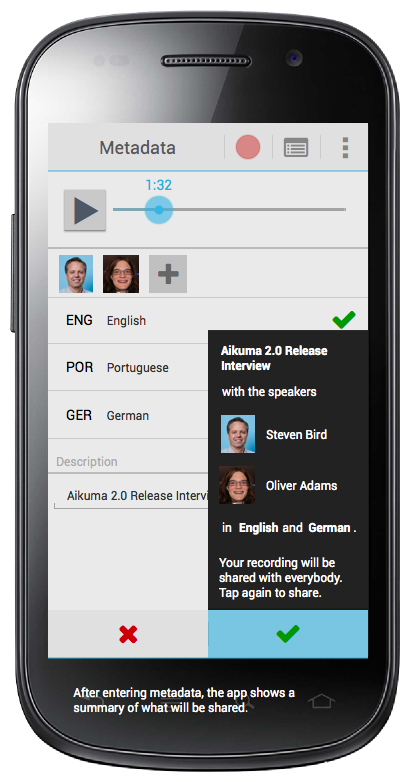 Metadata
1:32
ENG English
POR Portuguese
GER German
Description
Aikuma 2.0 Release Intervi
Aikuma 2.0 Release
Interview
with the speakers
Steven Bird
Oliver Adams
in English and German .
Your recording will be
shared with everybody.
Tap again to share.
After entering metadata, the app shows a
summary of what will be shared.